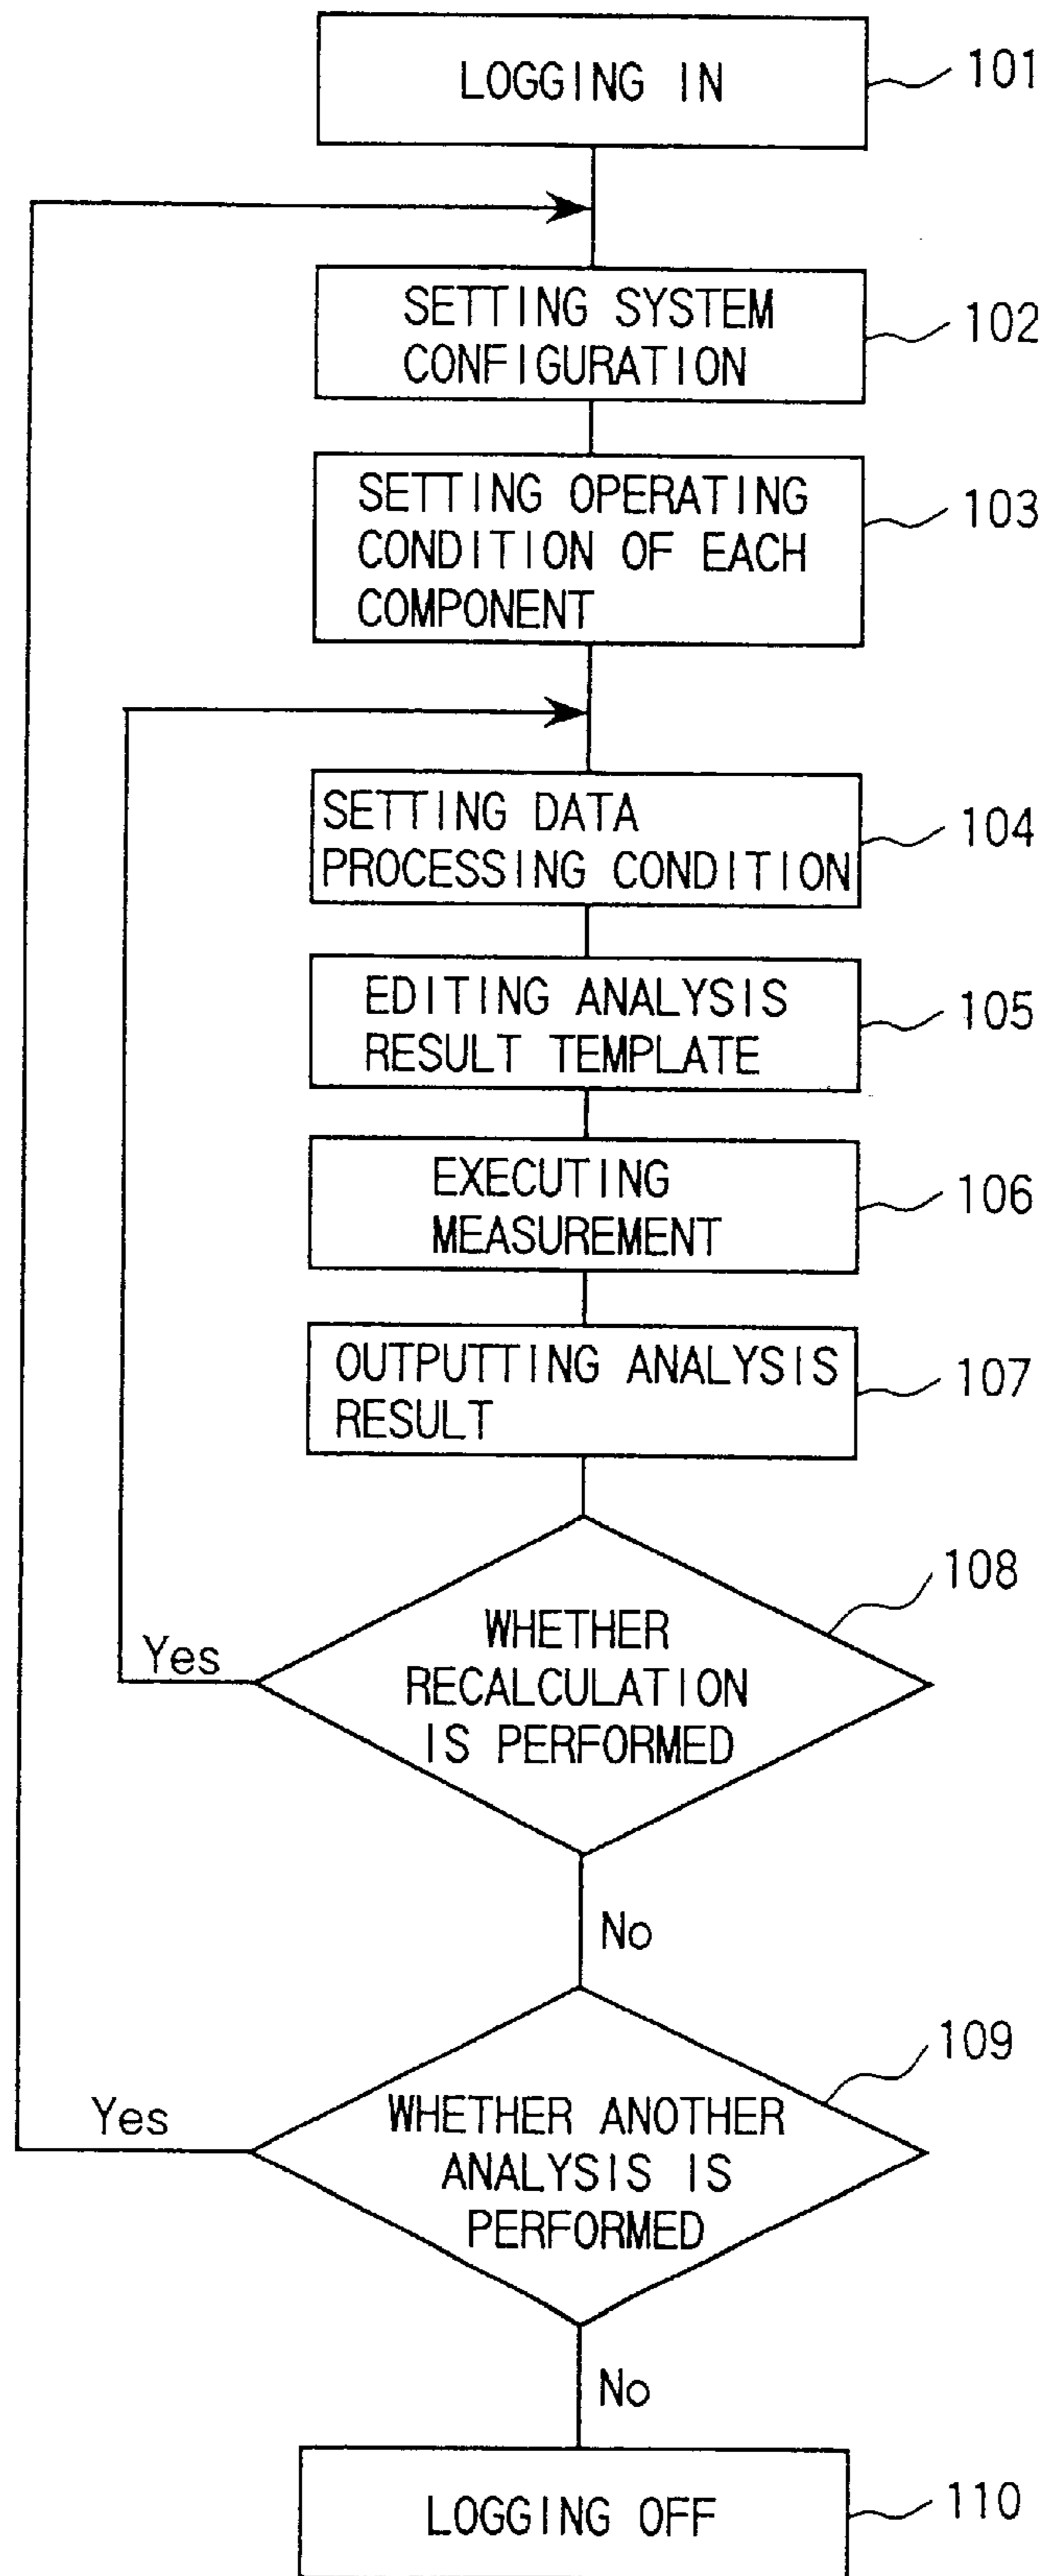 LOGGING IN
101
SETTING SYSTEM
CONFIGURATION
102
SETTING OPERATING
CONDITION OF EACH
COMPONENT
103
SETTING DATA
PROCESSING CONDITION
104
EDITING ANALYSIS
RESULT TEMPLATE
105
EXECUTING
MEASUREMENT
106
OUTPUTTING ANALYSIS
RESULT
107
108
WHETHER
RECALCULATION
IS PERFORMED
Yes
No
109
WHETHER ANOTHER
ANALYSIS IS
PERFORMED
Yes
No
LOGGING OFF
110